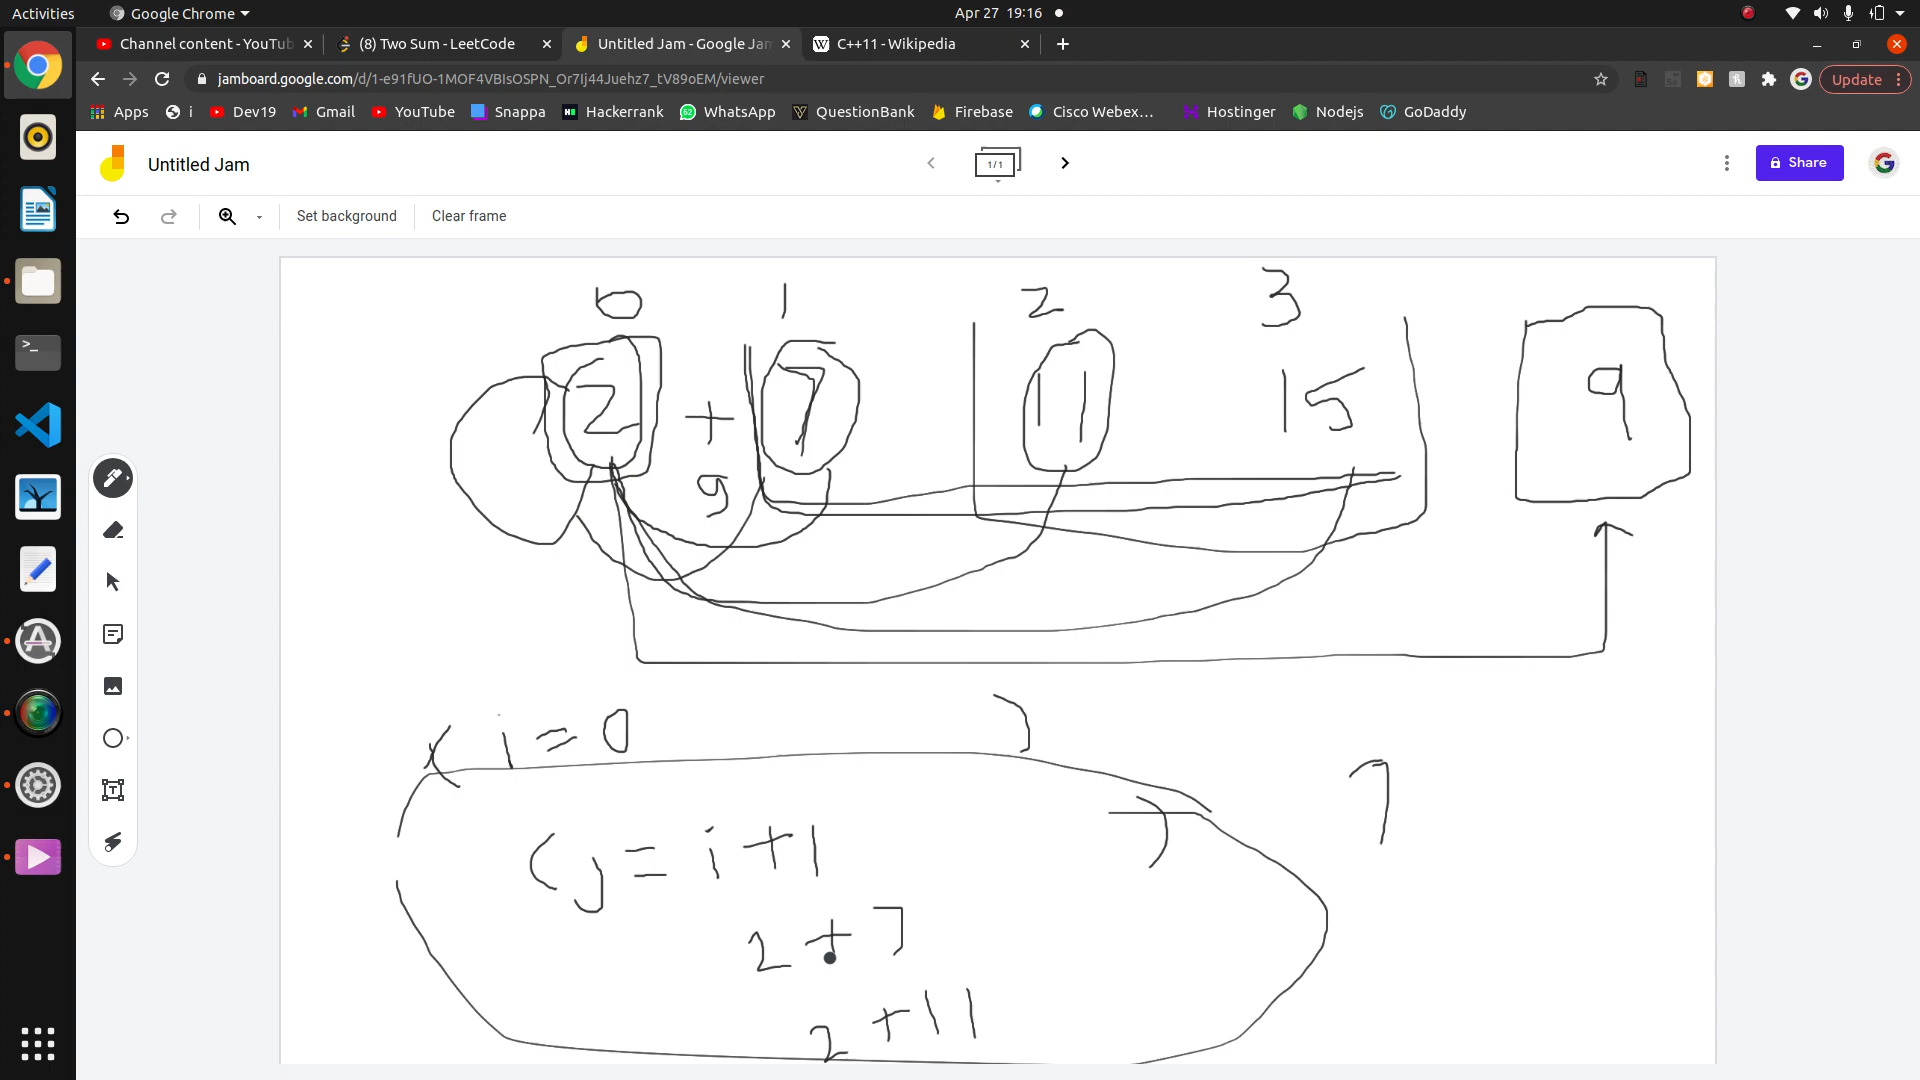 Activities
Google Chrome
Apr 27 19:16
Channel content - YouTub
(8) Two Sum - LeetCode
Untitled Jam - Google Jam
C++11 - Wikipedia
jamboard.google.com/d/1-e91fUO-1MOF4VBIsOSPN_Or7Ij44Juehz7_tV89oEM/viewer
Update
Apps
i
Dev19
Gmail
YouTube
Snappa
Hackerrank
WhatsApp
QuestionBank
Firebase
Cisco Webex...
Hostinger
Nodejs
GoDaddy
Untitled Jam
1/1
Share
Set background
Clear frame
0 1 2 3
2 + 7 11 15 9
9
( i = 0 )
7
( j = i + 1 )
2 + 7
2 + 11